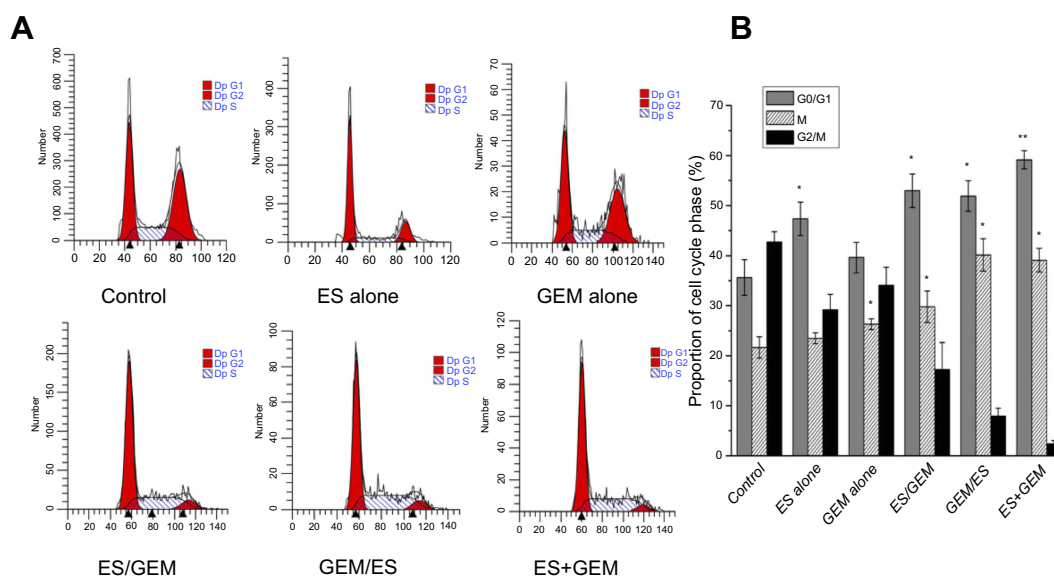 A
B
700
600
500
400
300
200
100
0
Number
Dp G1
Dp G2
Dp S
0 20 40 60 80 100 120
Control
400
300
200
100
0
Number
Dp G1
Dp G2
Dp S
0 20 40 60 80 100 120
ES alone
70
60
50
40
30
20
10
0
Number
Dp G1
Dp G2
Dp S
0 20 40 60 80 100 120 140
GEM alone
200
150
100
50
0
Number
Dp G1
Dp G2
Dp S
0 20 40 60 80 100 120 140
ES/GEM
100
80
60
40
20
0
Number
Dp G1
Dp G2
Dp S
0 20 40 60 80 100 120 140
GEM/ES
120
100
80
60
40
20
0
Number
Dp G1
Dp G2
Dp S
0 20 40 60 80 100 120 140
ES+GEM
G0/G1
M
G2/M
Proportion of cell cycle phase (%)
70
60
50
40
30
20
10
0
*
*
*
*
*
*
**
*
Control
ES alone
GEM alone
ES/GEM
GEM/ES
ES+GEM